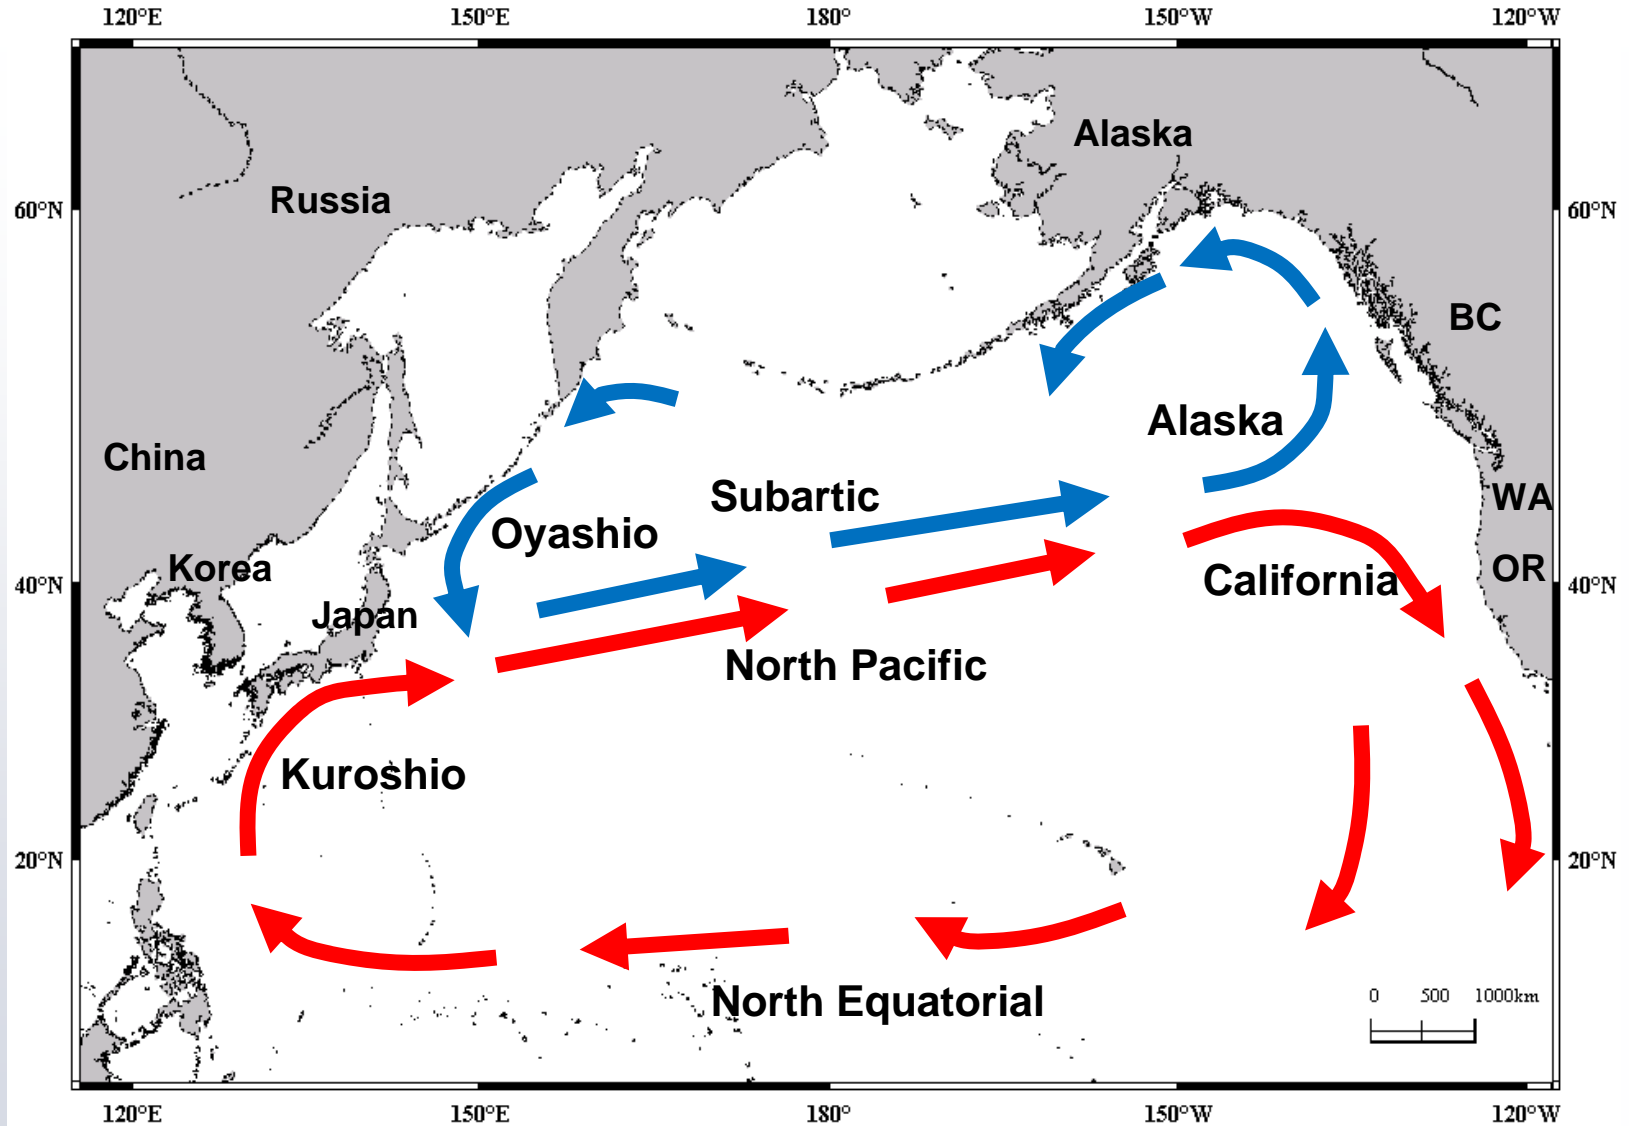 120°E 150°E 180° 150°W 120°W
Alaska
Russia
60°N 60°N
BC
Alaska
China
Subartic
WA
Oyashio
Korea
OR
California
40°N 40°N
Japan
North Pacific
Kuroshio
20°N 20°N
North Equatorial
0 500 1000km
120°E 150°E 180° 150°W 120°W